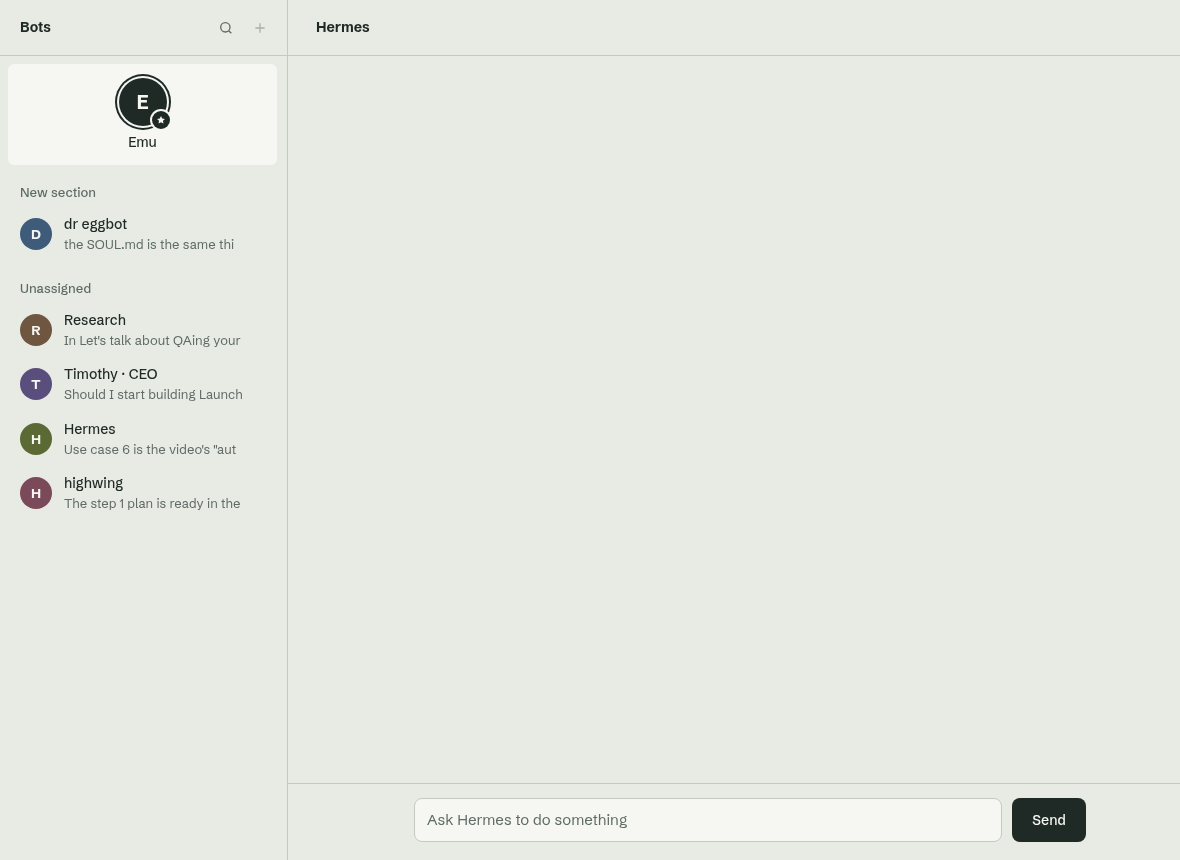 Bots
Hermes
E
Emu
New section
D
dr eggbot
the SOUL.md is the same thi
Unassigned
R
Research
In Let's talk about QAing your
T
Timothy · CEO
Should I start building Launch
H
Hermes
Use case 6 is the video's "aut
H
highwing
The step 1 plan is ready in the
Ask Hermes to do something
Send